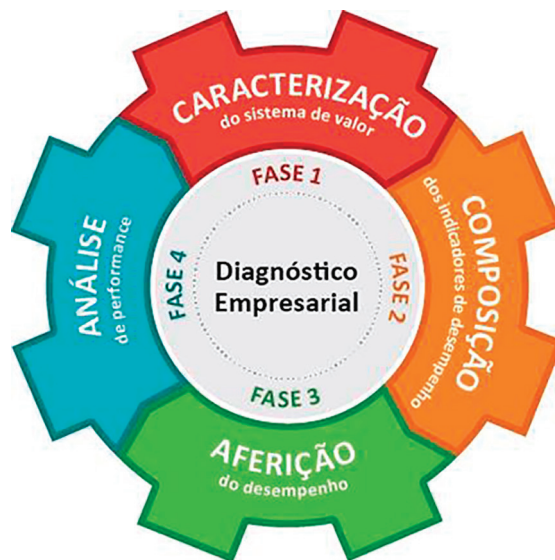 CARACTERIZAÇÃO
do sistema de valor
FASE 1
COMPOSIÇÃO
dos indicadores de desempenho
FASE 2
AFERIÇÃO
do desempenho
FASE 3
ANÁLISE
de performance
FASE 4
Diagnóstico
Empresarial